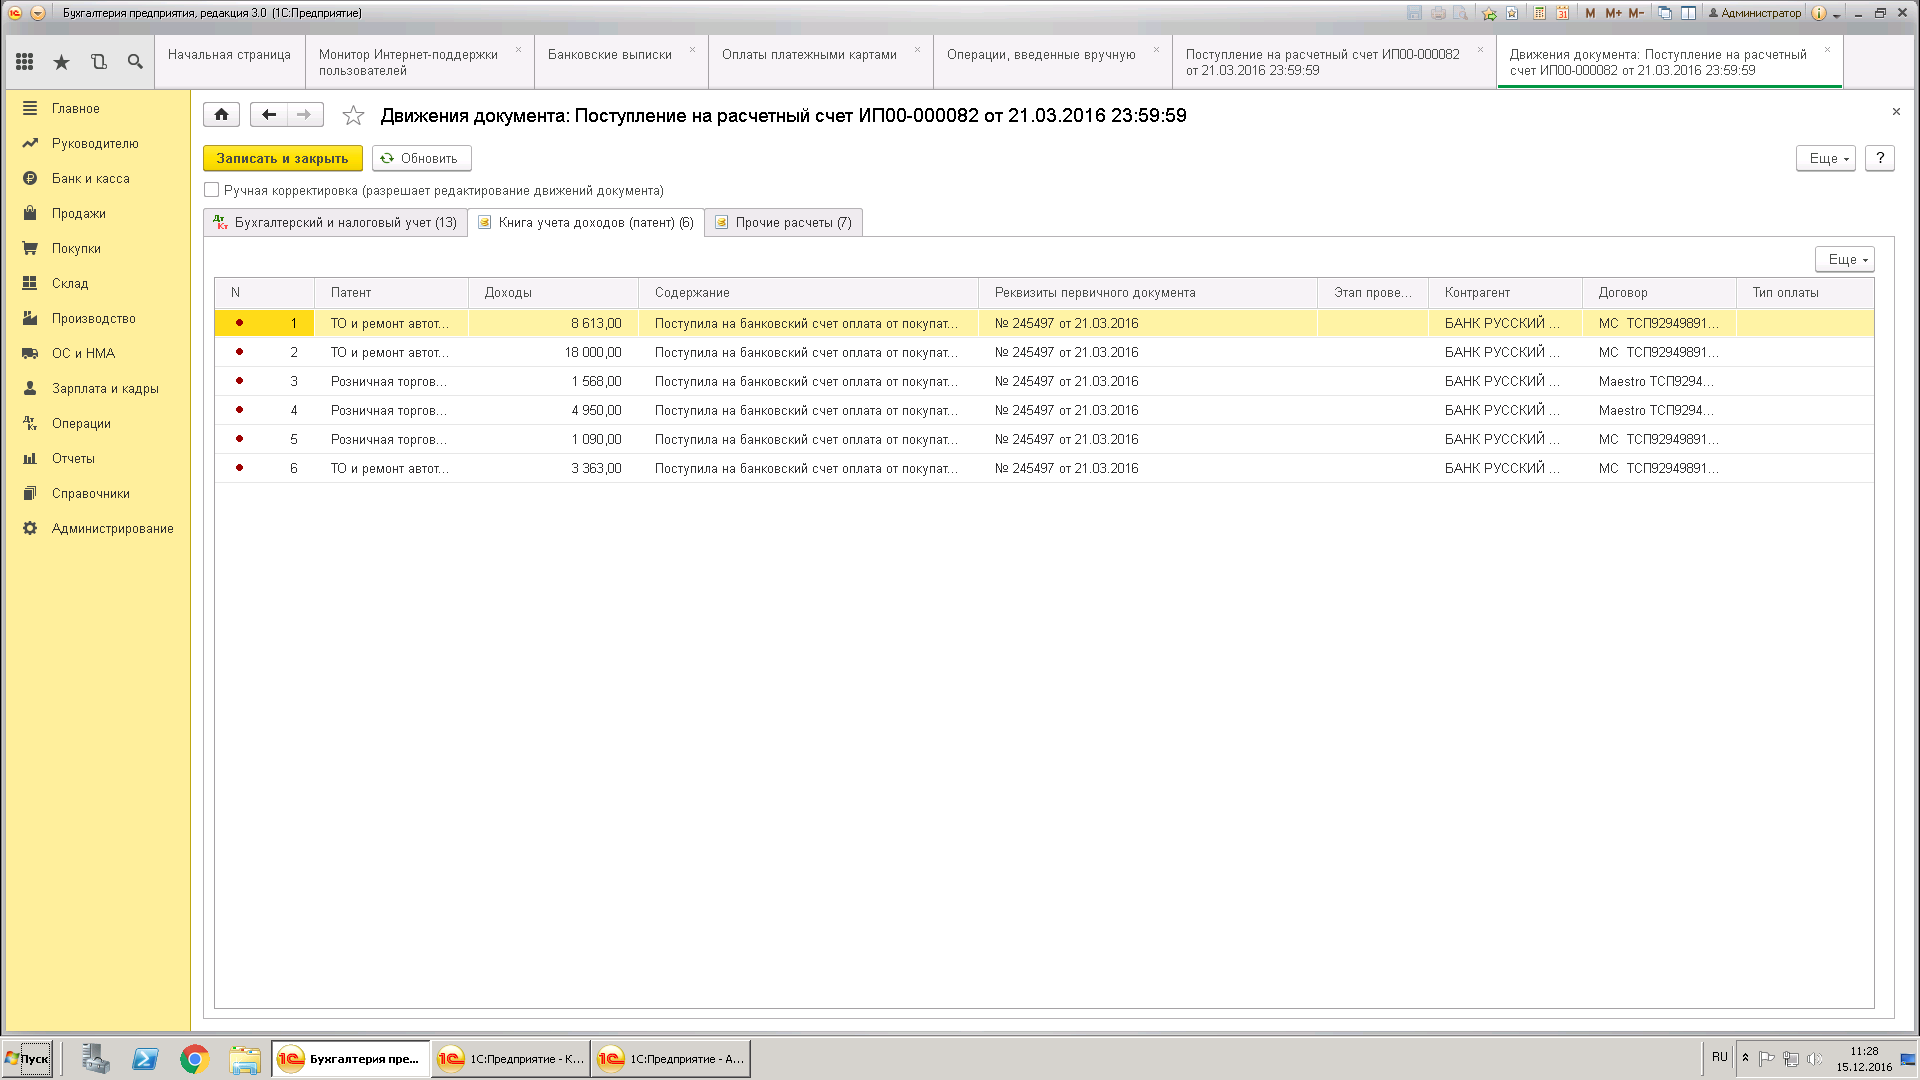 Бухгалтерия предприятия, редакция 3.0 (1С:Предприятие)
M M+ M- Администратор
Начальная страница
Монитор Интернет-поддержки
пользователей
Банковские выписки
Оплаты платежными картами
Операции, введенные вручную
Поступление на расчетный счет ИП00-000082
от 21.03.2016 23:59:59
Движения документа: Поступление на расчетный
счет ИП00-000082 от 21.03.2016 23:59:59
Главное
Руководителю
Банк и касса
Продажи
Покупки
Склад
Производство
ОС и НМА
Зарплата и кадры
Операции
Отчеты
Справочники
Администрирование
Движения документа: Поступление на расчетный счет ИП00-000082 от 21.03.2016 23:59:59
Записать и закрыть Обновить Еще ?
Ручная корректировка (разрешает редактирование движений документа)
Бухгалтерский и налоговый учет (13) Книга учета доходов (патент) (6) Прочие расчеты (7)
Еще
N Патент Доходы Содержание Реквизиты первичного документа Этап прове... Контрагент Договор Тип оплаты
1 ТО и ремонт автот... 8 613,00 Поступила на банковский счет оплата от покупат... № 245497 от 21.03.2016 БАНК РУССКИЙ ... МС ТСП92949891...
2 ТО и ремонт автот... 18 000,00 Поступила на банковский счет оплата от покупат... № 245497 от 21.03.2016 БАНК РУССКИЙ ... МС ТСП92949891...
3 Розничная торгов... 1 568,00 Поступила на банковский счет оплата от покупат... № 245497 от 21.03.2016 БАНК РУССКИЙ ... Maestro ТСП9294...
4 Розничная торгов... 4 950,00 Поступила на банковский счет оплата от покупат... № 245497 от 21.03.2016 БАНК РУССКИЙ ... Maestro ТСП9294...
5 Розничная торгов... 1 090,00 Поступила на банковский счет оплата от покупат... № 245497 от 21.03.2016 БАНК РУССКИЙ ... МС ТСП92949891...
6 ТО и ремонт автот... 3 363,00 Поступила на банковский счет оплата от покупат... № 245497 от 21.03.2016 БАНК РУССКИЙ ... МС ТСП92949891...
Пуск Бухгалтерия пре... 1С:Предприятие - К... 1С:Предприятие - А... RU 11:28
15.12.2016